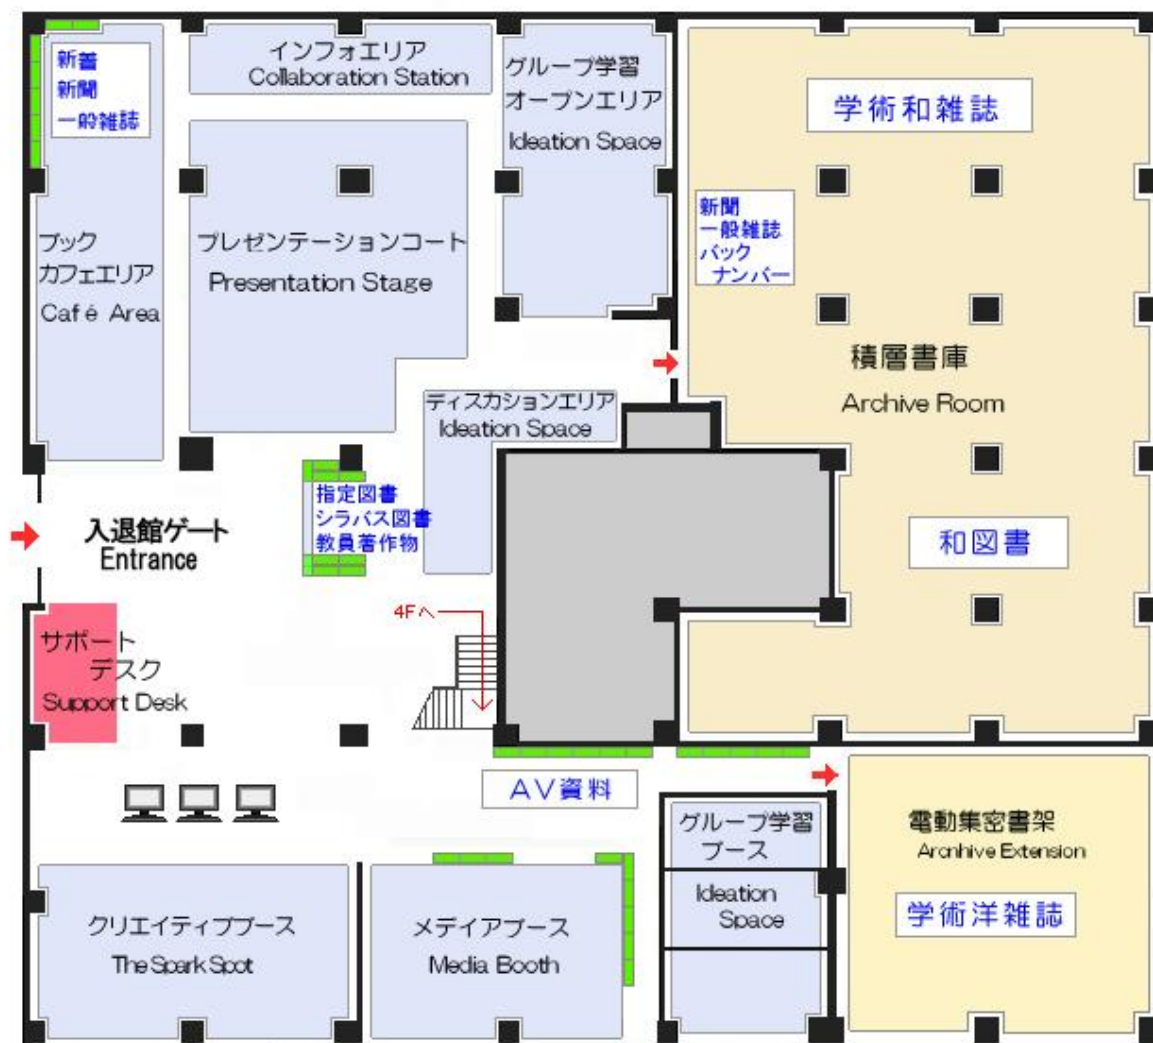 新着
新聞
一般雑誌
インフォエリア
Collaboration Station
グループ学習
オープンエリア
Ideation Space
学術和雑誌
新聞
一般雑誌
バック
ナンバー
ブック
カフェエリア
Café Area
プレゼンテーションコート
Presentation Stage
積層書庫
Archive Room
ディスカションエリア
Ideation Space
指定図書
シラバス図書
教員著作物
入退館ゲート
Entrance
和図書
4Fへ
サポート
デスク
Support Desk
AV資料
グループ学習
ブース
Ideation
Space
電動集密書架
Arcnhive Extension
学術洋雑誌
クリエイティブブース
The Spark Spot
メデイアブース
Media Booth